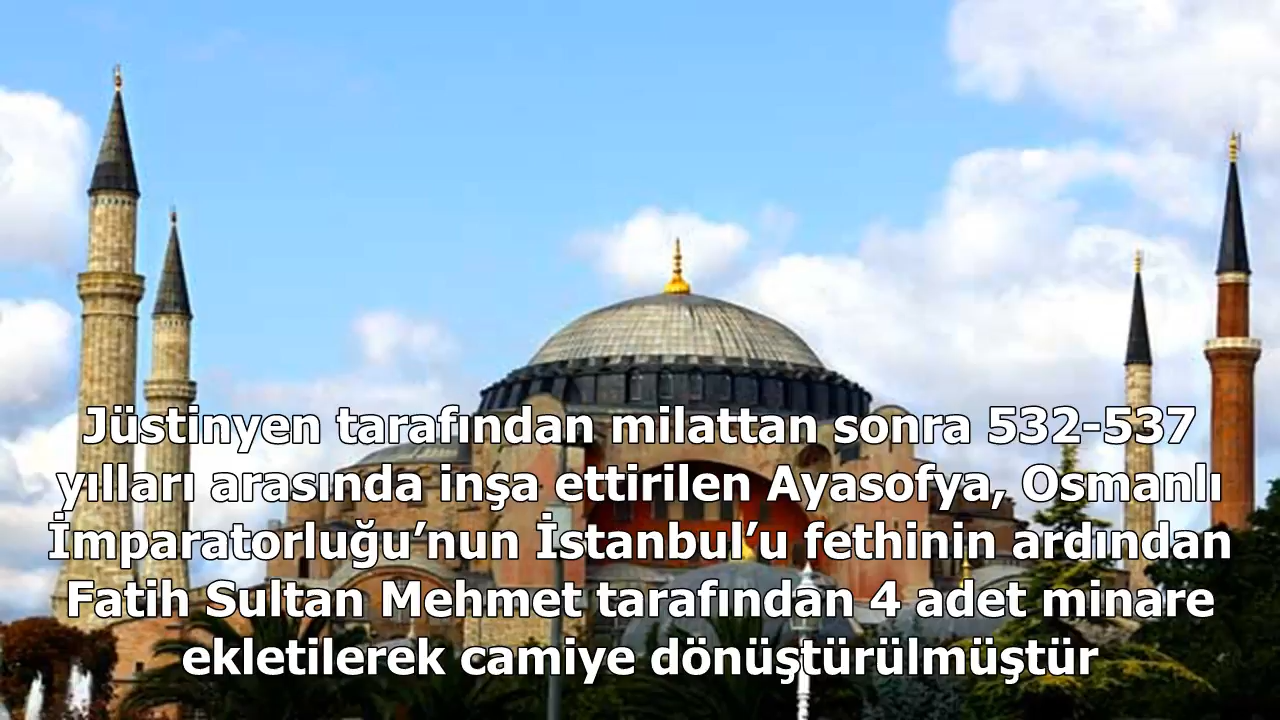 Jüstinyen tarafından milattan sonra 532-537
yılları arasında inşa ettirilen Ayasofya, Osmanlı
İmparatorluğu’nun İstanbul’u fethinin ardından
Fatih Sultan Mehmet tarafından 4 adet minare
ekletilerek camiye dönüştürülmüştür